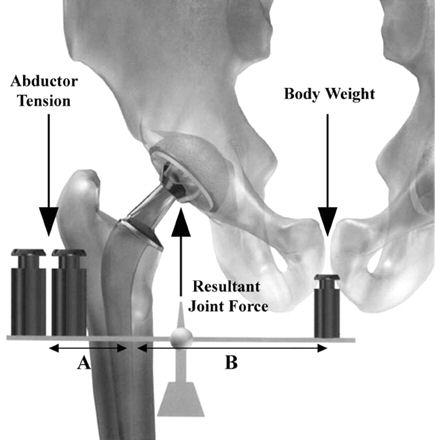 Abductor
Tension
Body Weight
Resultant
Joint Force
A
B